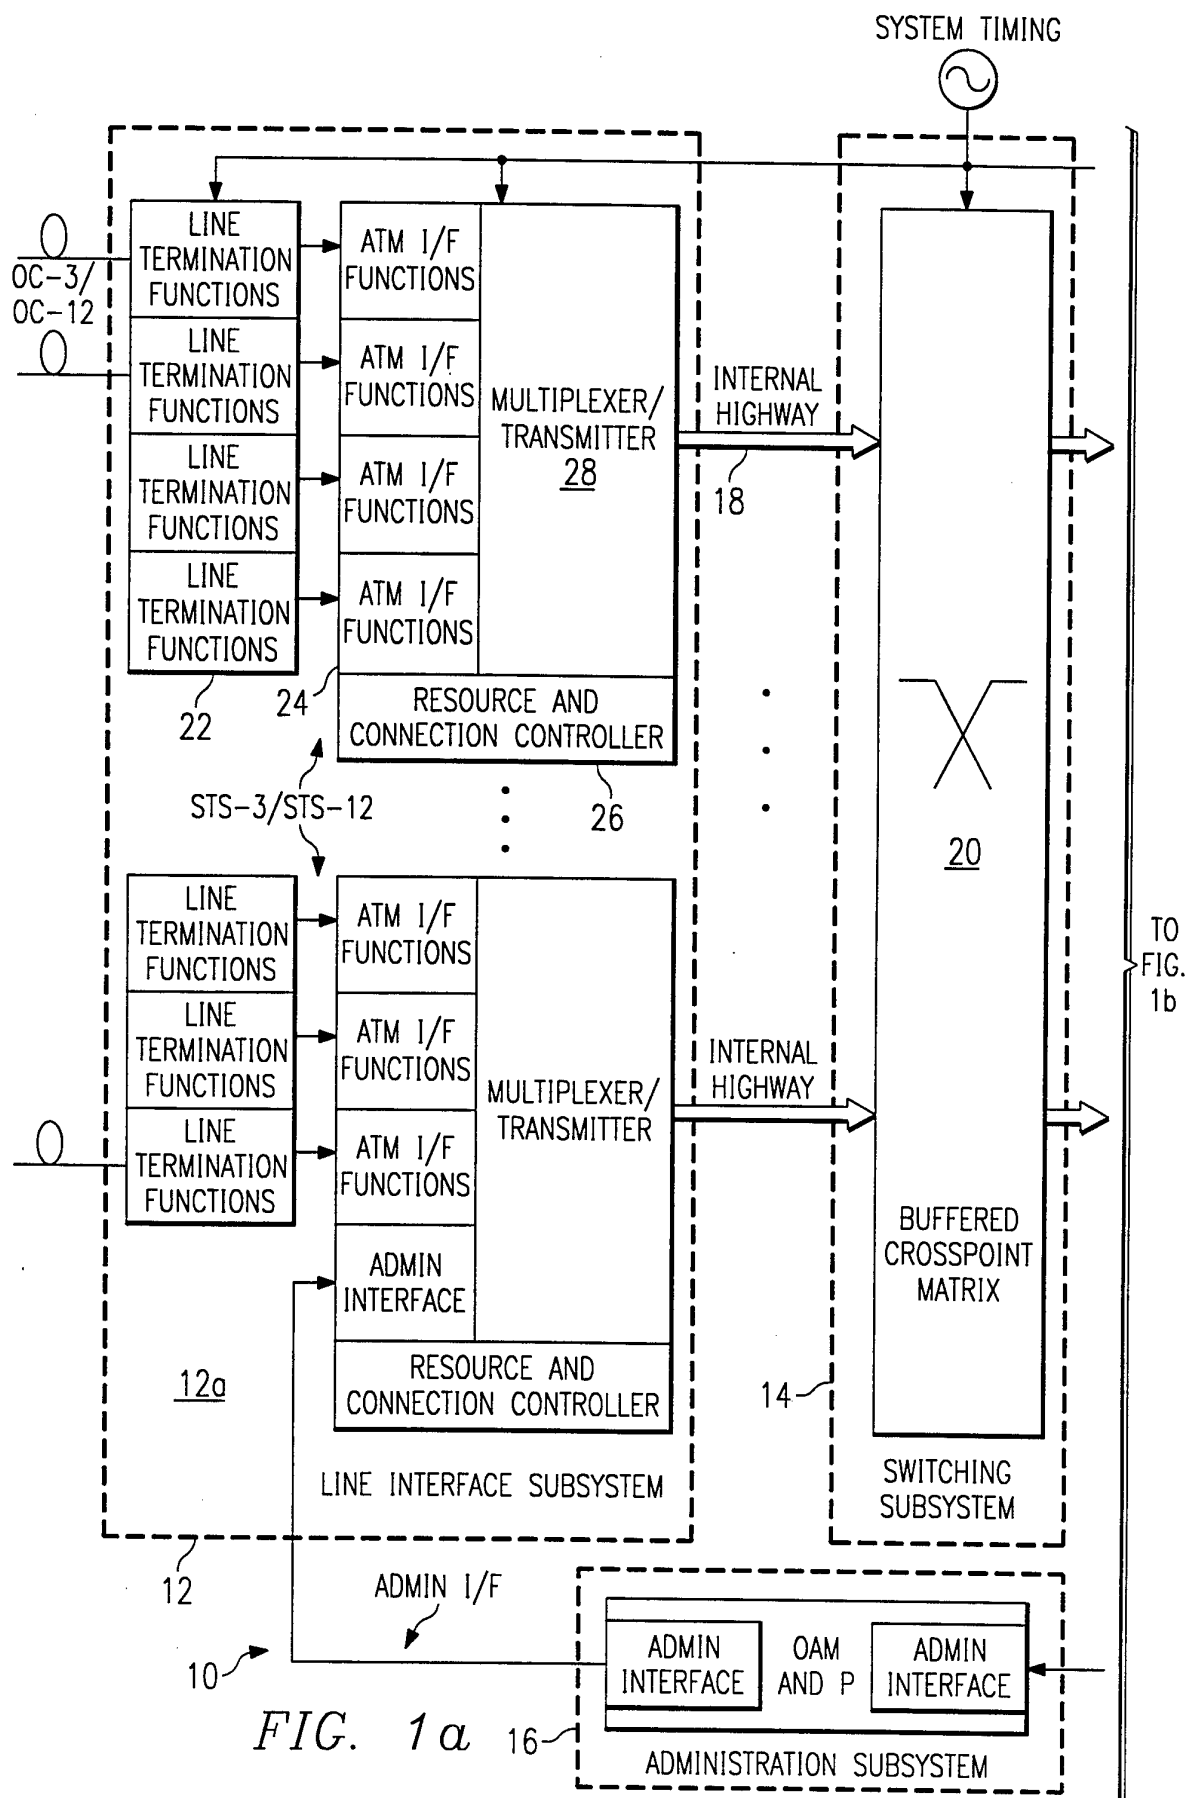 SYSTEM TIMING
LINE
TERMINATION
FUNCTIONS
LINE
TERMINATION
FUNCTIONS
LINE
TERMINATION
FUNCTIONS
LINE
TERMINATION
FUNCTIONS
22
OC-3/
OC-12
ATM I/F
FUNCTIONS
ATM I/F
FUNCTIONS
ATM I/F
FUNCTIONS
ATM I/F
FUNCTIONS
24
MULTIPLEXER/
TRANSMITTER
28
RESOURCE AND
CONNECTION CONTROLLER
26
INTERNAL
HIGHWAY
18
STS-3/STS-12
20
LINE
TERMINATION
FUNCTIONS
LINE
TERMINATION
FUNCTIONS
LINE
TERMINATION
FUNCTIONS
ATM I/F
FUNCTIONS
ATM I/F
FUNCTIONS
ATM I/F
FUNCTIONS
ADMIN
INTERFACE
MULTIPLEXER/
TRANSMITTER
RESOURCE AND
CONNECTION CONTROLLER
INTERNAL
HIGHWAY
BUFFERED
CROSSPOINT
MATRIX
TO
FIG.
1b
12a
14
LINE INTERFACE SUBSYSTEM
SWITCHING
SUBSYSTEM
12
ADMIN I/F
10
ADMIN
INTERFACE
OAM
AND P
ADMIN
INTERFACE
16
ADMINISTRATION SUBSYSTEM
FIG. 1a